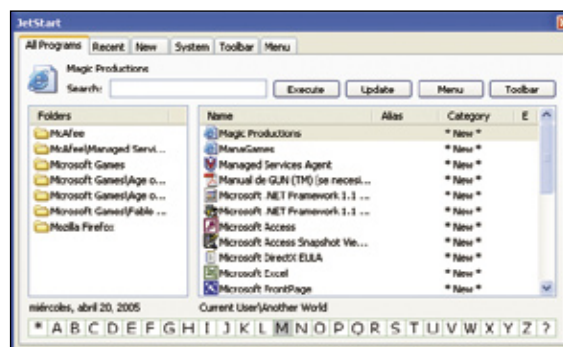 JetStart
All Programs Recent New System Toolbar Menu
Magic Productions
Search: Execute Update Menu Toolbar
Folders
McAfee
McAfee\Managed Servi...
Microsoft Games
Microsoft Games\Age o...
Microsoft Games\Age o...
Microsoft Games\Fable ...
Mozilla Firefox
Name Alias Category E
Magic Productions * New *
ManaGames * New *
Managed Services Agent * New *
Manual de GUN (TM) (se necesi... * New *
Microsoft .NET Framework 1.1 ... * New *
Microsoft .NET Framework 1.1 ... * New *
Microsoft Access * New *
Microsoft Access Snapshot Vie... * New *
Microsoft DirectX EULA * New *
Microsoft Excel * New *
Microsoft FrontPage * New *
miércoles, abril 20, 2005 Current User\Another World
* A B C D E F G H I J K L M N O P Q R S T U V W X Y Z ?